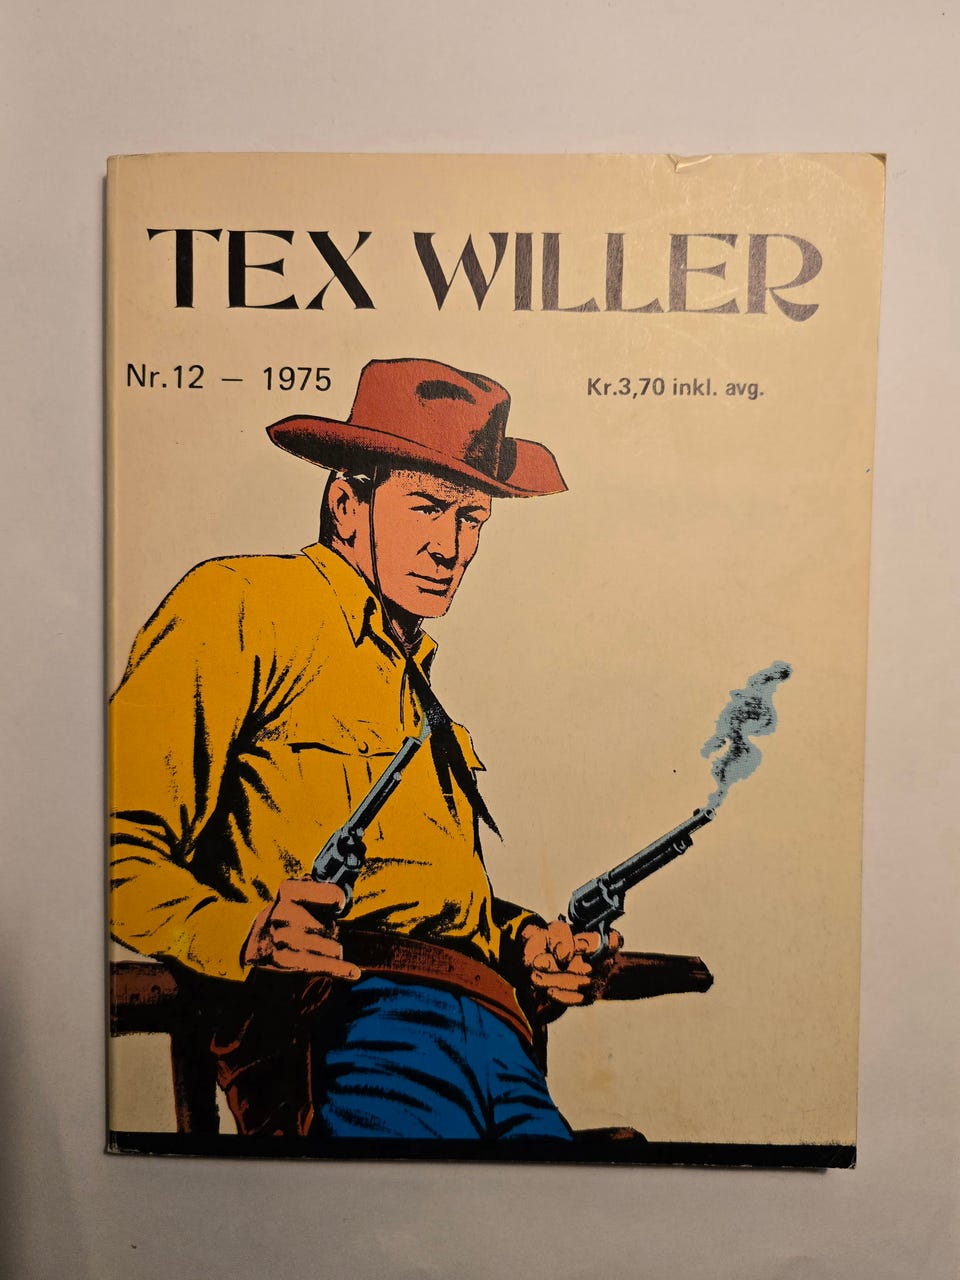 TEX WILLER
Nr.12 – 1975
Kr.3,70 inkl. avg.